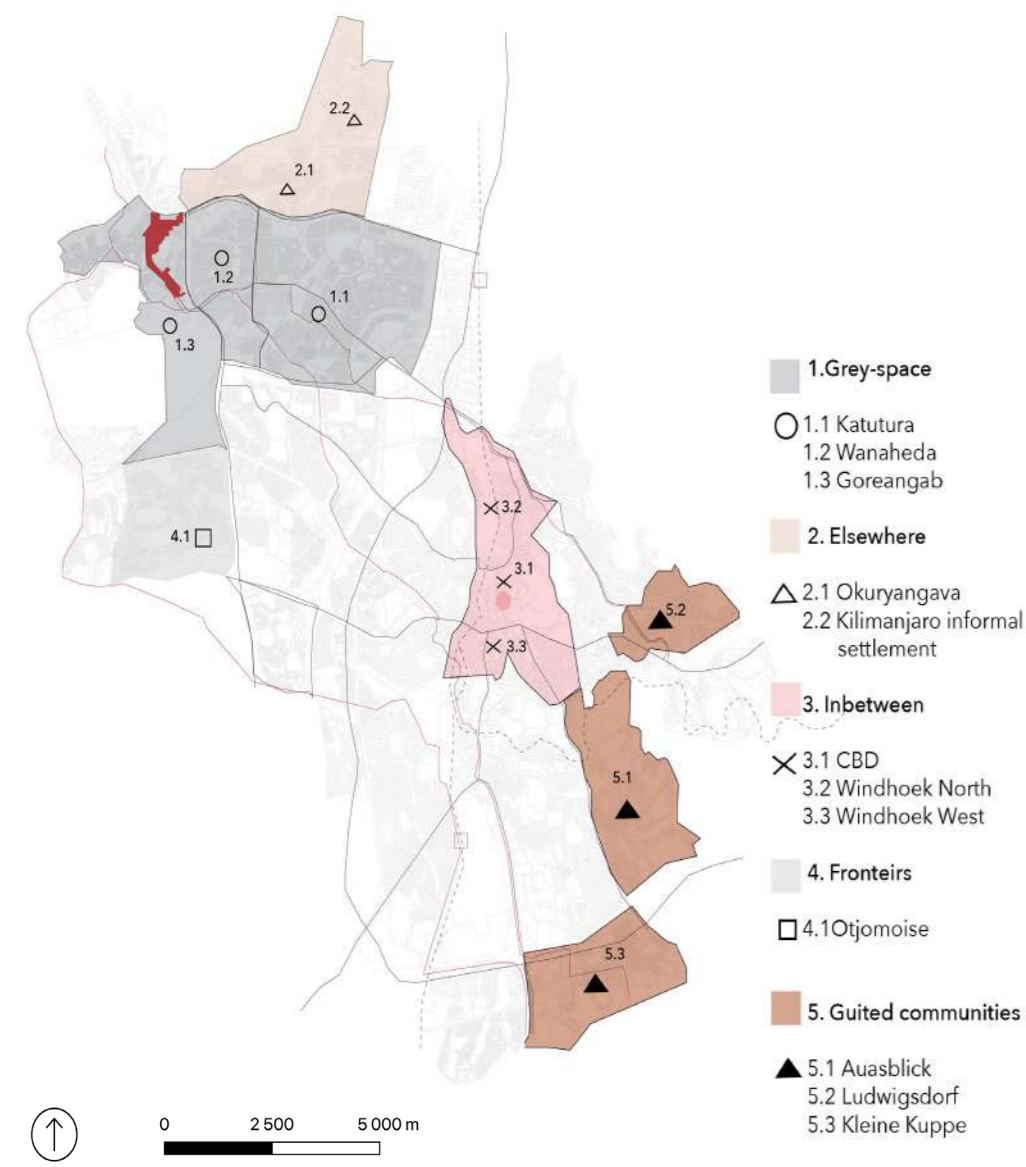 2.2
2.1
1.2
1.1
1.3
3.2
4.1
3.1
5.2
3.3
5.1
5.3
1.Grey-space
1.1 Katutura
1.2 Wanaheda
1.3 Goreangab
2. Elsewhere
2.1 Okuryangava
2.2 Kilimanjaro informal
settlement
3. Inbetween
3.1 CBD
3.2 Windhoek North
3.3 Windhoek West
4. Fronteirs
4.1Otjomoise
5. Guited communities
5.1 Auasblick
5.2 Ludwigsdorf
5.3 Kleine Kuppe
0 2 500 5 000 m